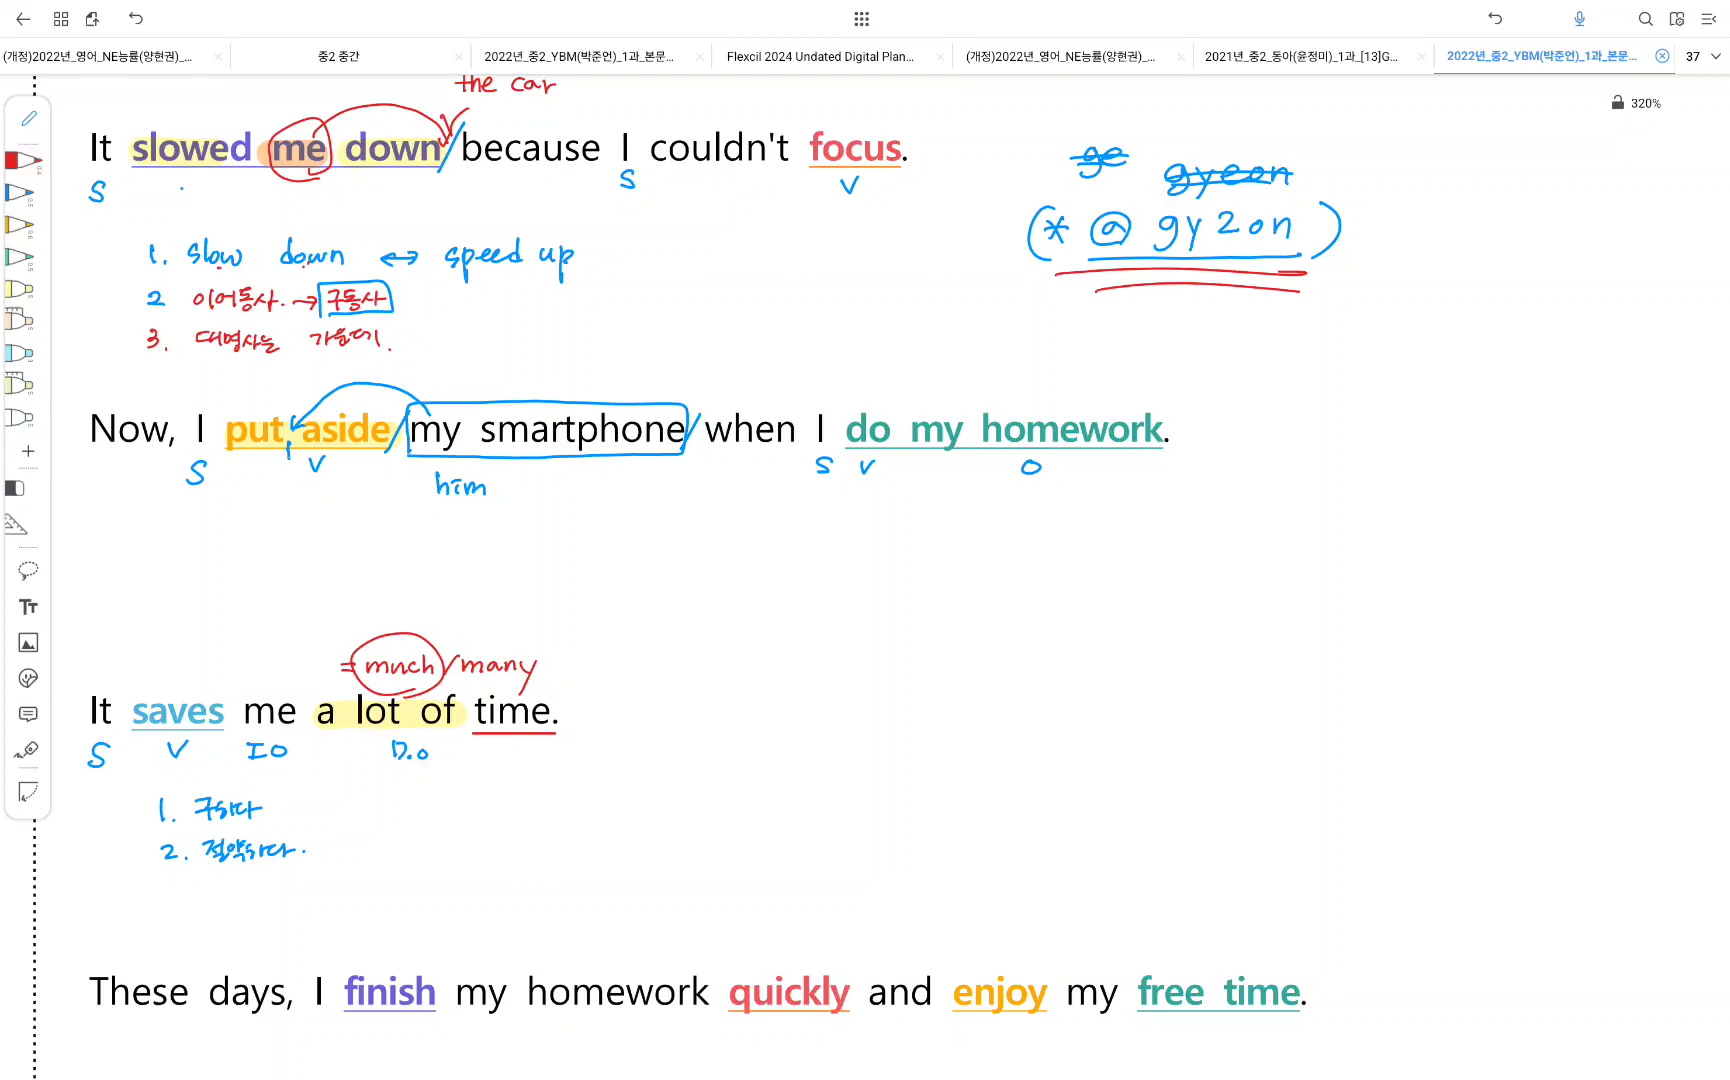 (개정)2022년_영어_NE능률(양현권)_... 중2 중간 2022년_중2_YBM(박준언)_1과_본문... Flexcil 2024 Undated Digital Plan... (개정)2022년_영어_NE능률(양현권)_... 2021년_중2_동아(윤정미)_1과_[13]G... 2022년_중2_YBM(박준언)_1과_본문... 37
320%
the car
It slowed me down / because I couldn't focus.
S S V
ge gyeon
(* @ gy2on)
1. slow down ↔ speed up
2 이어동사. → 구동사
3. 대명사는 가운데.
Now, I put aside / my smartphone / when I do my homework.
S V S V O
him
= much / many
It saves me a lot of time.
S V IO D.O
1. 구하다
2. 절약하다.
These days, I finish my homework quickly and enjoy my free time.